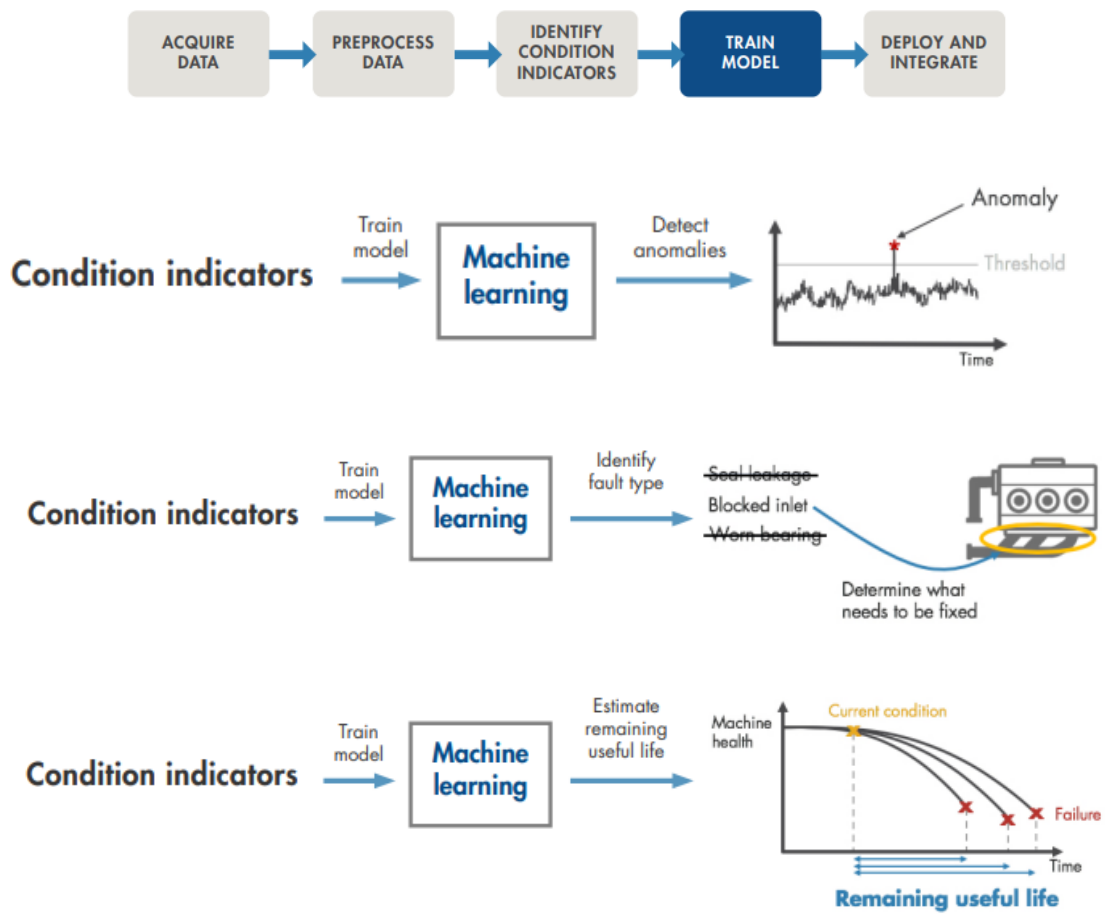 ACQUIRE
DATA
PREPROCESS
DATA
IDENTIFY
CONDITION
INDICATORS
TRAIN
MODEL
DEPLOY AND
INTEGRATE
Condition indicators
Train
model
Machine
learning
Detect
anomalies
Anomaly
Threshold
Time
Condition indicators
Train
model
Machine
learning
Identify
fault type
Seal leakage
Blocked inlet
Worn bearing
Determine what
needs to be fixed
Condition indicators
Train
model
Machine
learning
Estimate
remaining
useful life
Machine
health
Current condition
Failure
Time
Remaining useful life